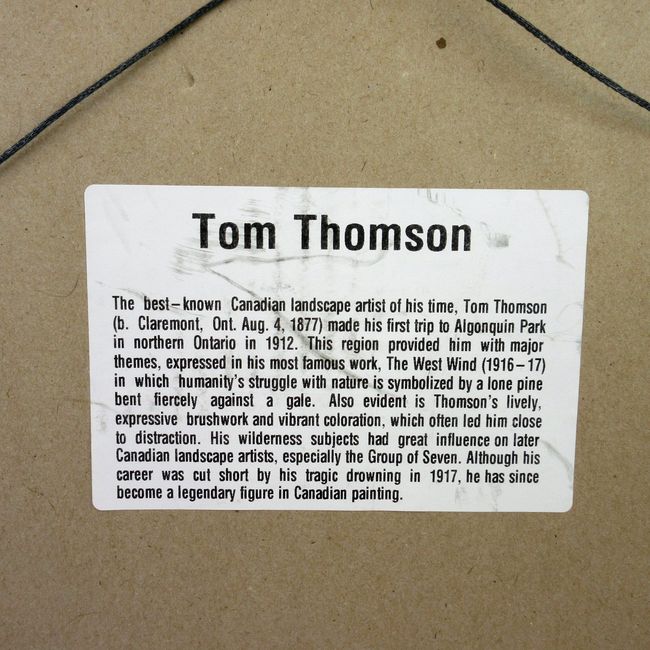 Tom Thomson
The best–known Canadian landscape artist of his time, Tom Thomson
(b. Claremont, Ont. Aug. 4, 1877) made his first trip to Algonquin Park
in northern Ontario in 1912. This region provided him with major
themes, expressed in his most famous work, The West Wind (1916–17)
in which humanity's struggle with nature is symbolized by a lone pine
bent fiercely against a gale. Also evident is Thomson's lively,
expressive brushwork and vibrant coloration, which often led him close
to distraction. His wilderness subjects had great influence on later
Canadian landscape artists, especially the Group of Seven. Although his
career was cut short by his tragic drowning in 1917, he has since
become a legendary figure in Canadian painting.